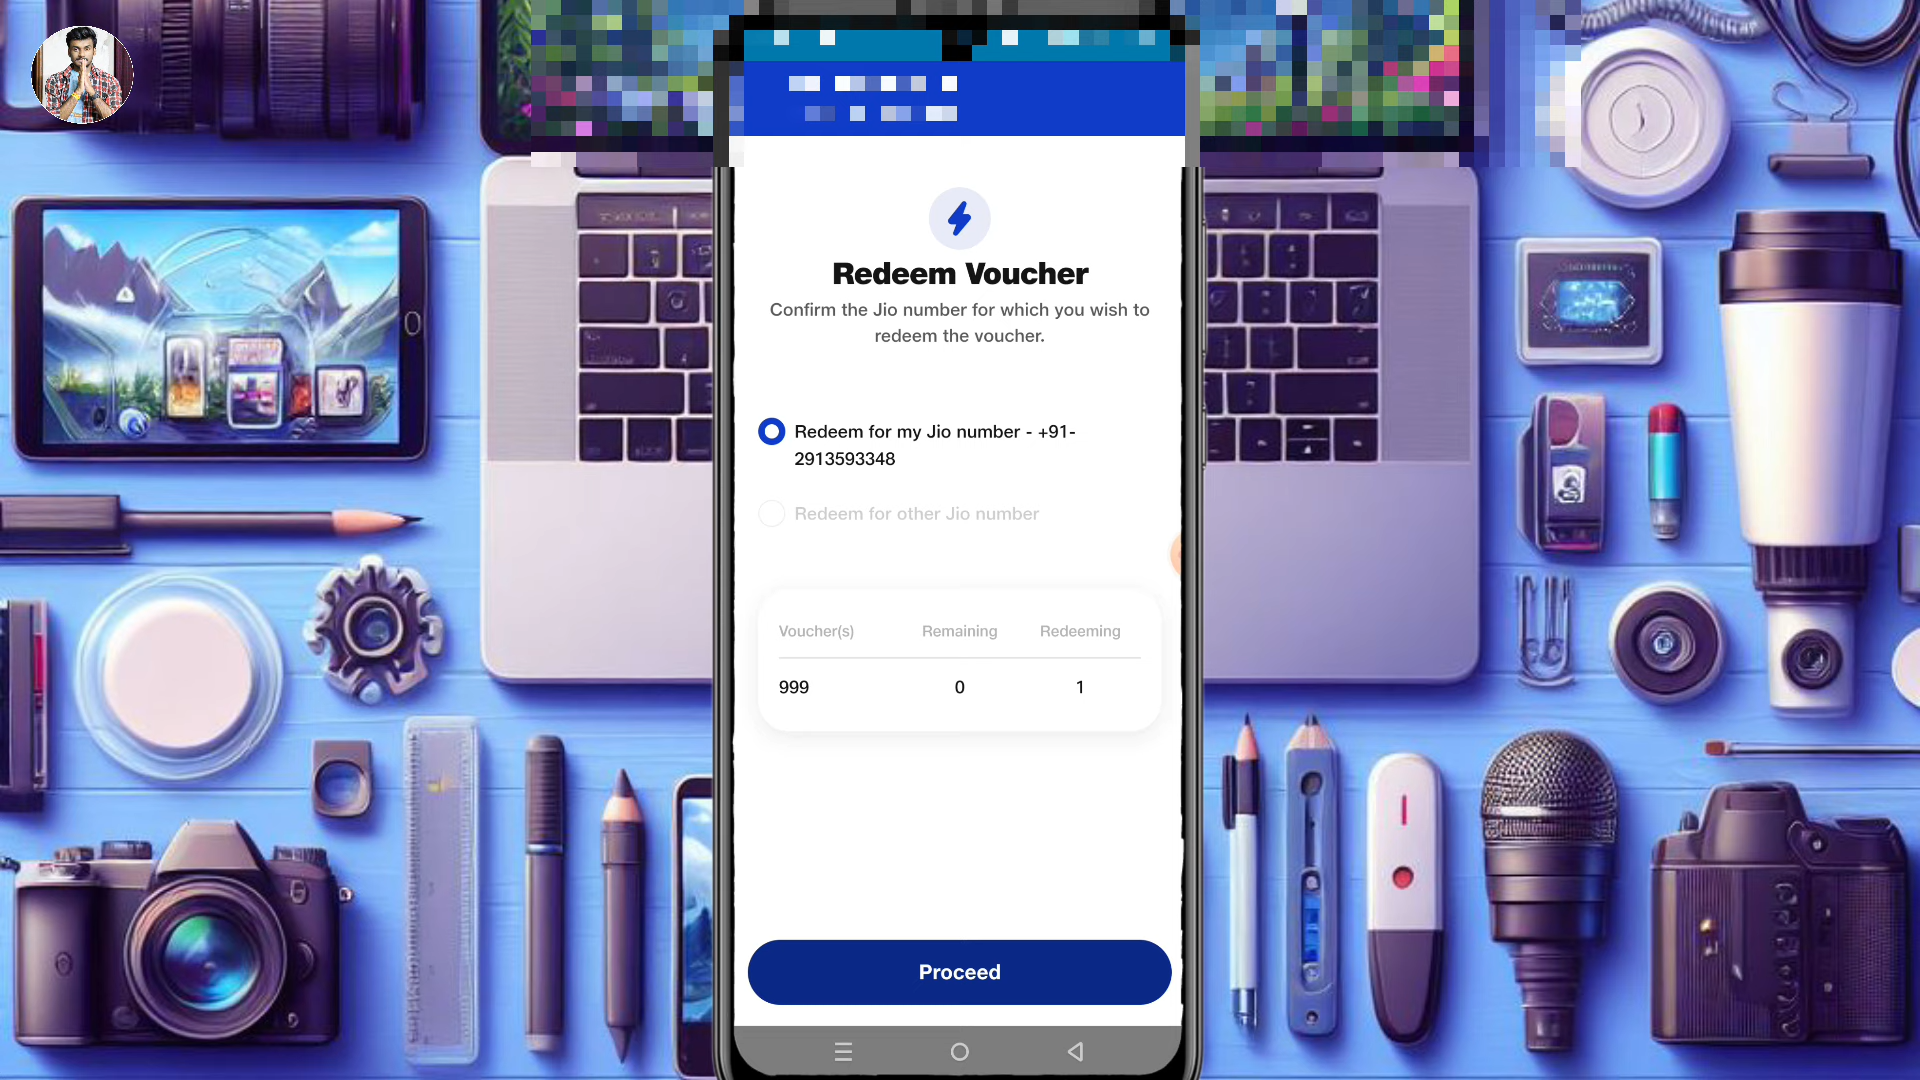 Redeem Voucher
Confirm the Jio number for which you wish to
redeem the voucher.
Redeem for my Jio number - +91-
2913593348
Redeem for other Jio number
Voucher(s) Remaining Redeeming
999 0 1
Proceed